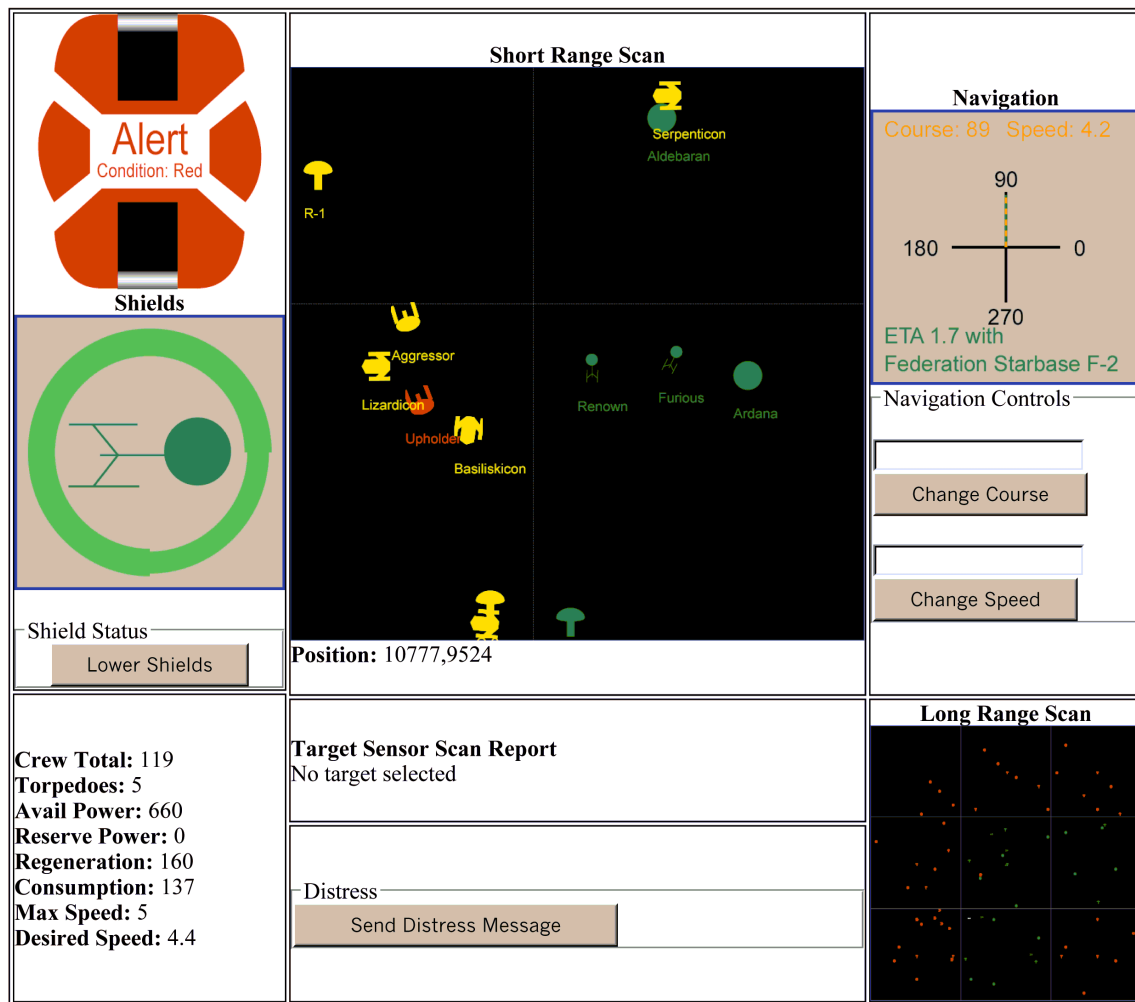 Alert
Condition: Red
Shields
Shield Status
Lower Shields
Short Range Scan
Serpenticon
Aldebaran
R-1
Aggressor
Lizardicon
Upholder
Basiliskicon
Renown
Furious
Ardana
Position: 10777,9524
Navigation
Course: 89 Speed: 4.2
90
180
0
270
ETA 1.7 with
Federation Starbase F-2
Navigation Controls
Change Course
Change Speed
Crew Total: 119
Torpedoes: 5
Avail Power: 660
Reserve Power: 0
Regeneration: 160
Consumption: 137
Max Speed: 5
Desired Speed: 4.4
Target Sensor Scan Report
No target selected
Distress
Send Distress Message
Long Range Scan